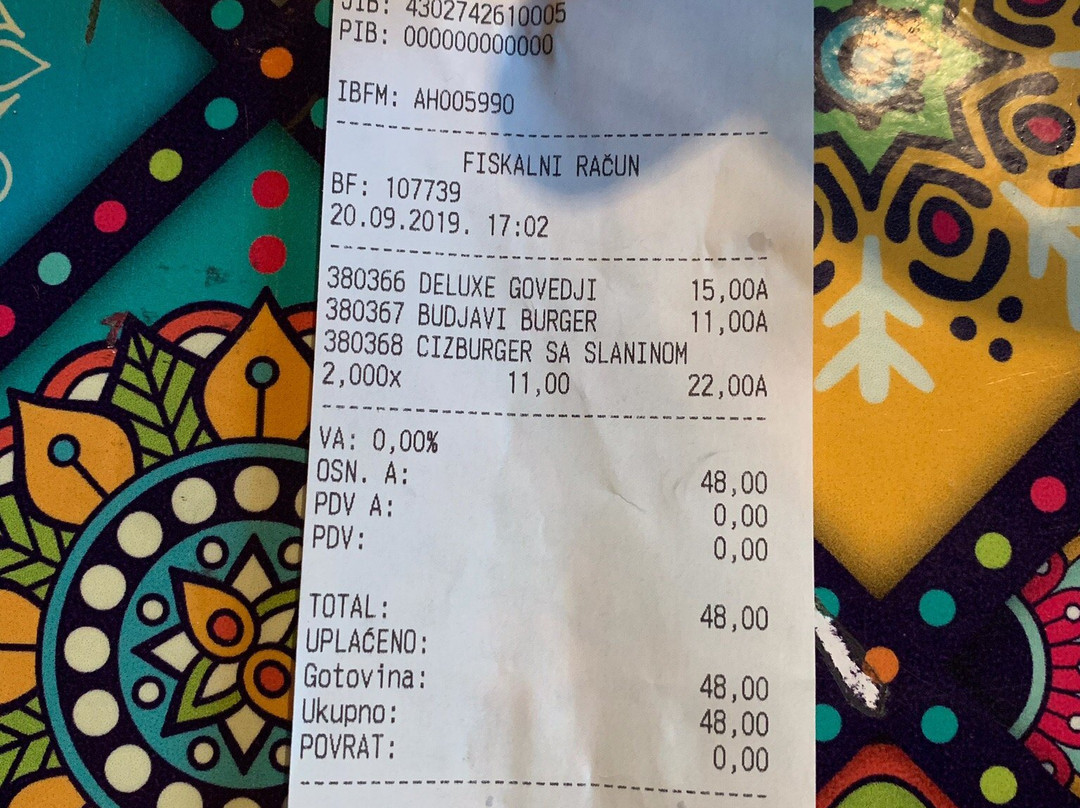 JIB: 4302742610005
PIB: 000000000000
IBFM: AH005990
FISKALNI RAČUN
BF: 107739
20.09.2019. 17:02
380366 DELUXE GOVEDJI 15,00A
380367 BUDJAVI BURGER 11,00A
380368 CIZBURGER SA SLANINOM
2,000x 11,00 22,00A
VA: 0,00%
OSN. A: 48,00
PDV A: 0,00
PDV: 0,00
TOTAL: 48,00
UPLAĆENO:
Gotovina: 48,00
Ukupno: 48,00
POVRAT: 0,00